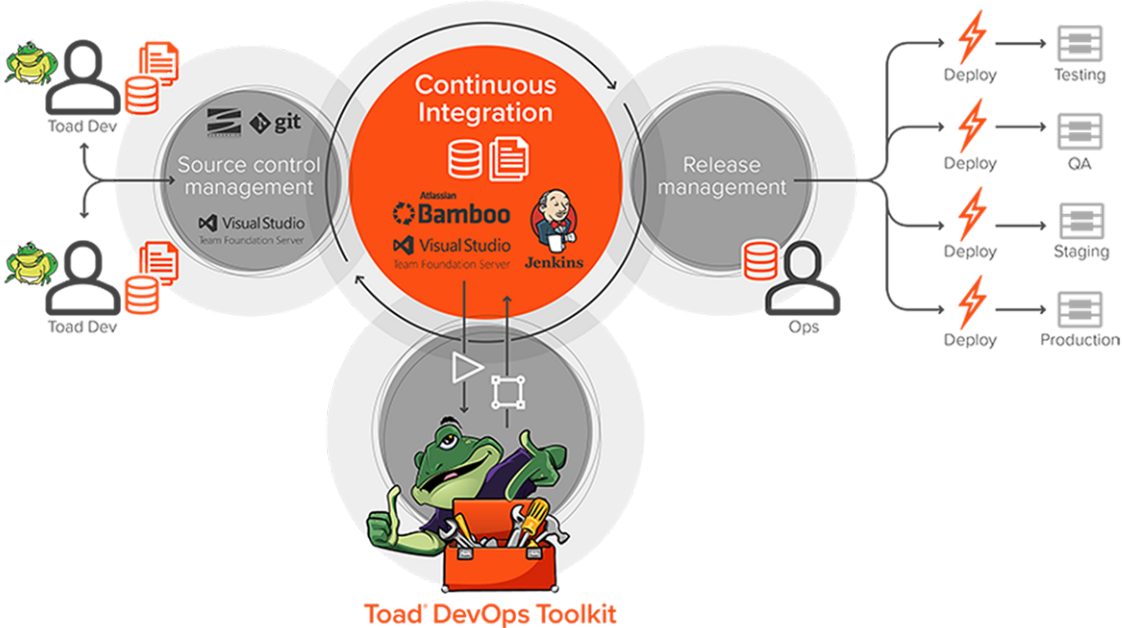 Toad Dev
Toad Dev
git
Source control
management
Visual Studio
Team Foundation Server
Continuous
Integration
Atlassian
Bamboo
Visual Studio
Team Foundation Server
Jenkins
Release
management
Ops
Deploy
Testing
Deploy
QA
Deploy
Staging
Deploy
Production
Toad® DevOps Toolkit